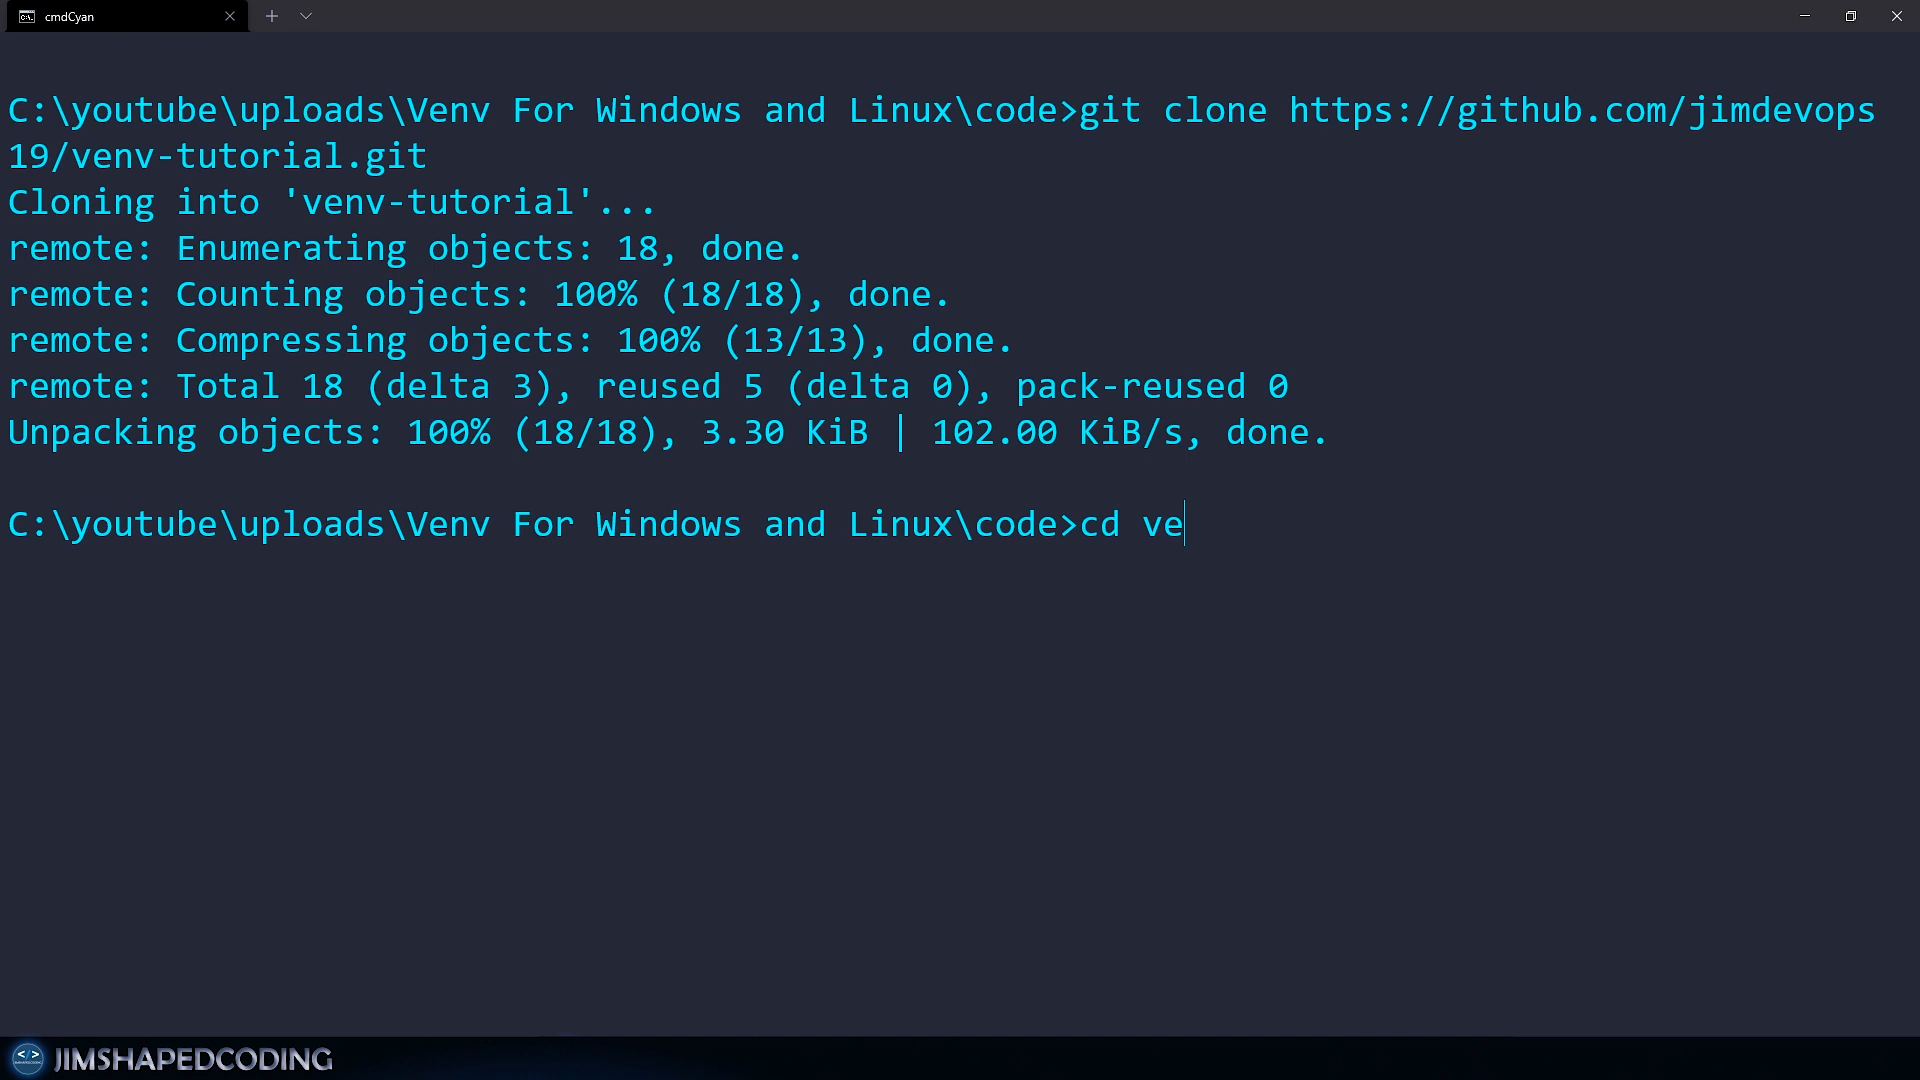 cmdCyan
C:\youtube\uploads\Venv For Windows and Linux\code>git clone https://github.com/jimdevops
19/venv-tutorial.git
Cloning into 'venv-tutorial'...
remote: Enumerating objects: 18, done.
remote: Counting objects: 100% (18/18), done.
remote: Compressing objects: 100% (13/13), done.
remote: Total 18 (delta 3), reused 5 (delta 0), pack-reused 0
Unpacking objects: 100% (18/18), 3.30 KiB | 102.00 KiB/s, done.
C:\youtube\uploads\Venv For Windows and Linux\code>cd ve
JIMSHAPEDCODING